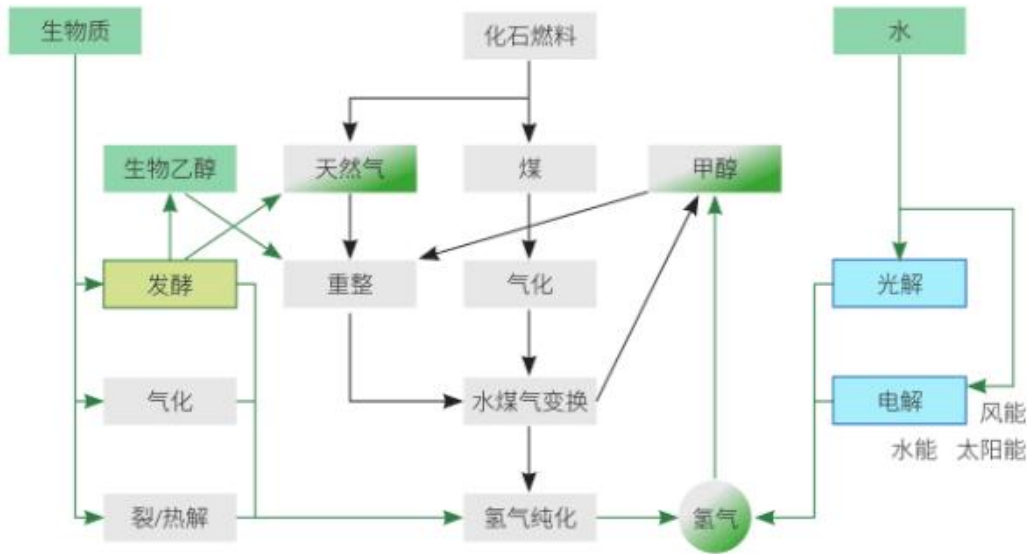 生物质
化石燃料
水
生物乙醇
天然气
煤
甲醇
发酵
重整
气化
光解
气化
水煤气变换
电解
风能
水能 太阳能
裂/热解
氢气纯化
氢气